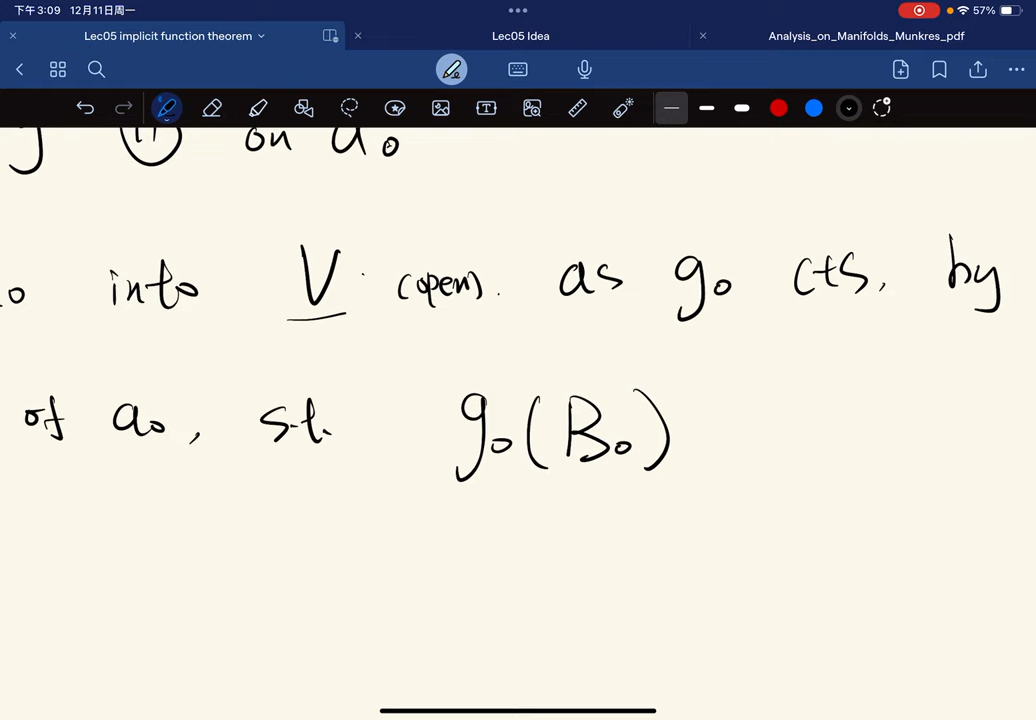 下午3:09 12月11日周一
57%
Lec05 implicit function theorem
Lec05 Idea
Analysis_on_Manifolds_Munkres_pdf
on a₀
into V (open). as g₀ cts, by
of a₀, s.t. g₀(B₀)